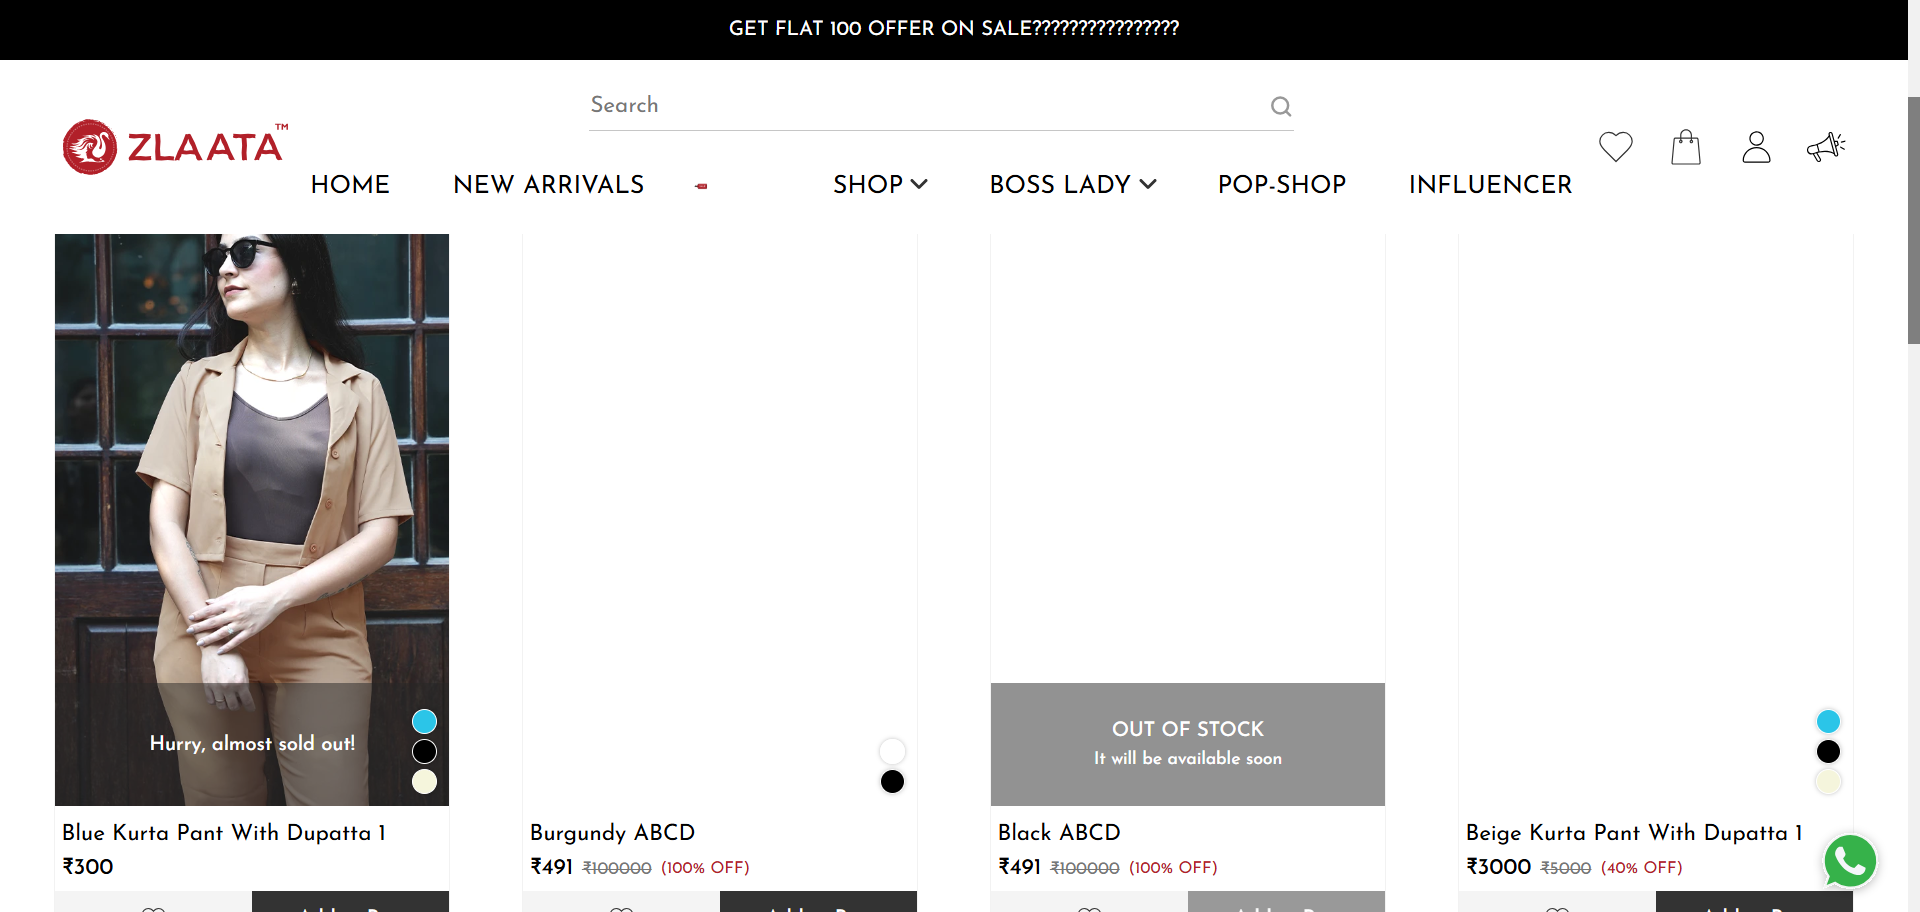 GET FLAT 100 OFFER ON SALE????????????????
Search
ZLAATA™
HOME
NEW ARRIVALS
SHOP
BOSS LADY
POP-SHOP
INFLUENCER
Hurry, almost sold out!
OUT OF STOCK
It will be available soon
Blue Kurta Pant With Dupatta 1
₹300
Burgundy ABCD
₹491 ₹100000 (100% OFF)
Black ABCD
₹491 ₹100000 (100% OFF)
Beige Kurta Pant With Dupatta 1
₹3000 ₹5000 (40% OFF)